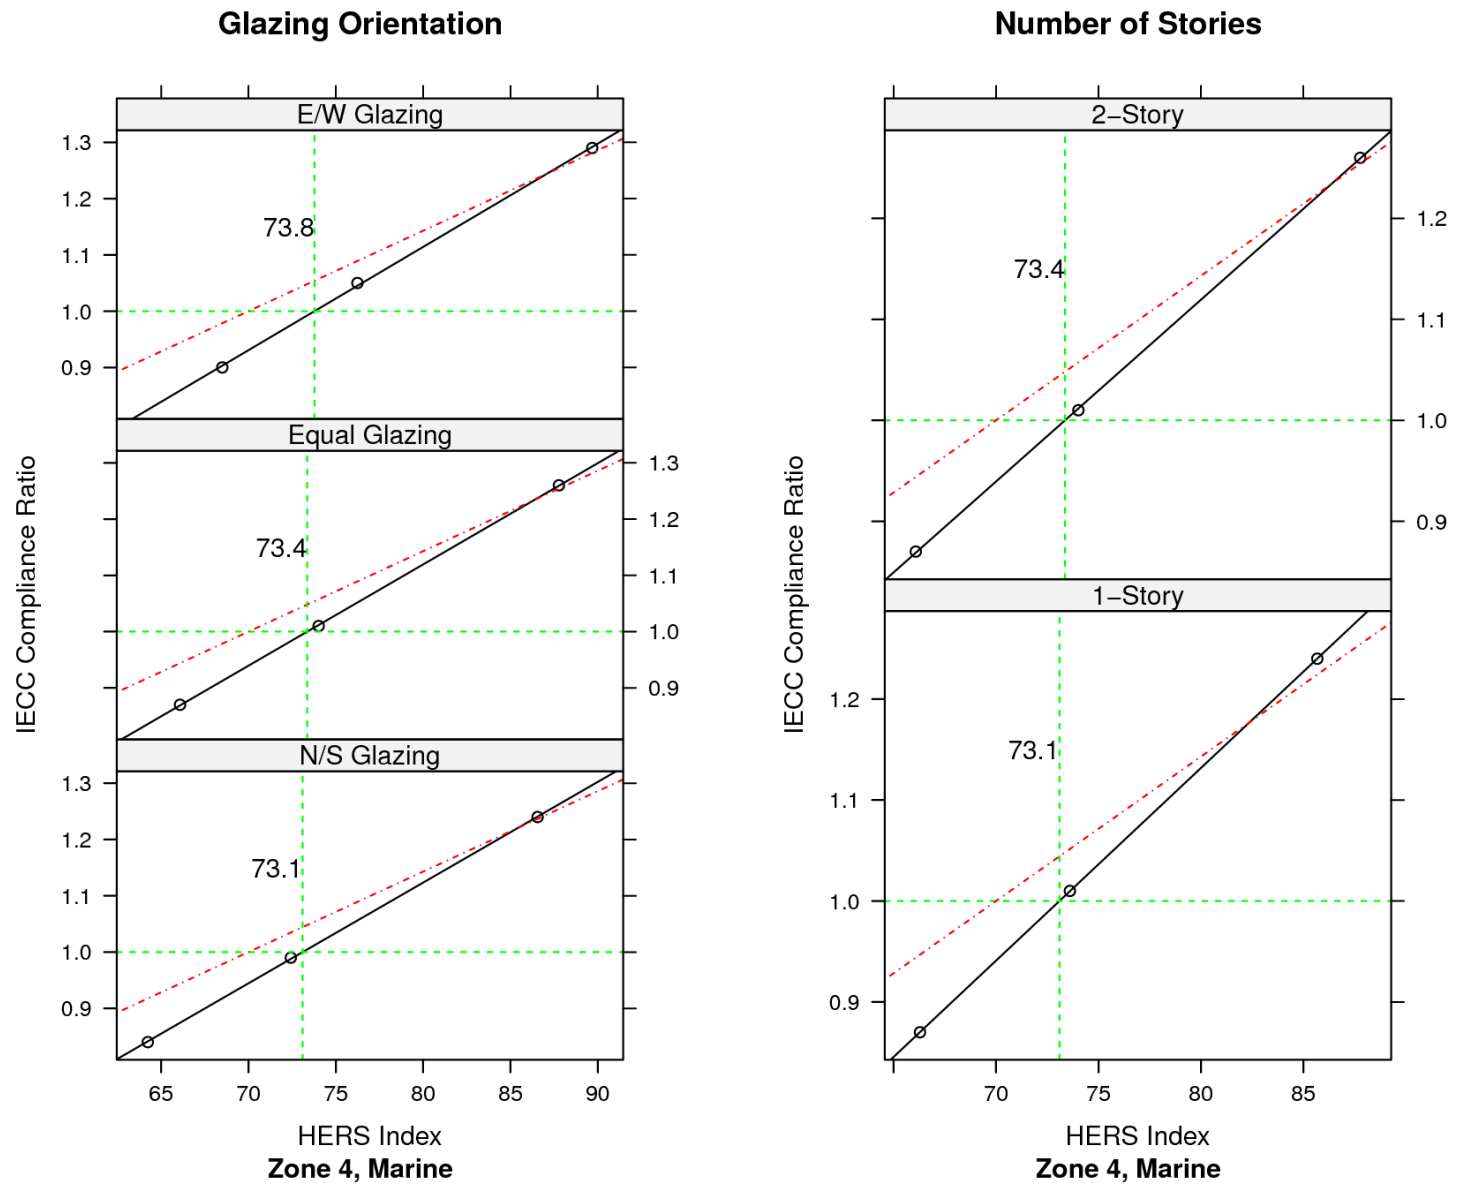 Glazing Orientation
E/W Glazing
1.3
1.2
1.1
1.0
0.9
73.8
Equal Glazing
1.3
1.2
1.1
1.0
0.9
73.4
N/S Glazing
1.3
1.2
1.1
1.0
0.9
73.1
IECC Compliance Ratio
65 70 75 80 85 90
HERS Index
Zone 4, Marine
Number of Stories
2−Story
1.2
1.1
1.0
0.9
73.4
1−Story
1.2
1.1
1.0
0.9
73.1
IECC Compliance Ratio
70 75 80 85
HERS Index
Zone 4, Marine